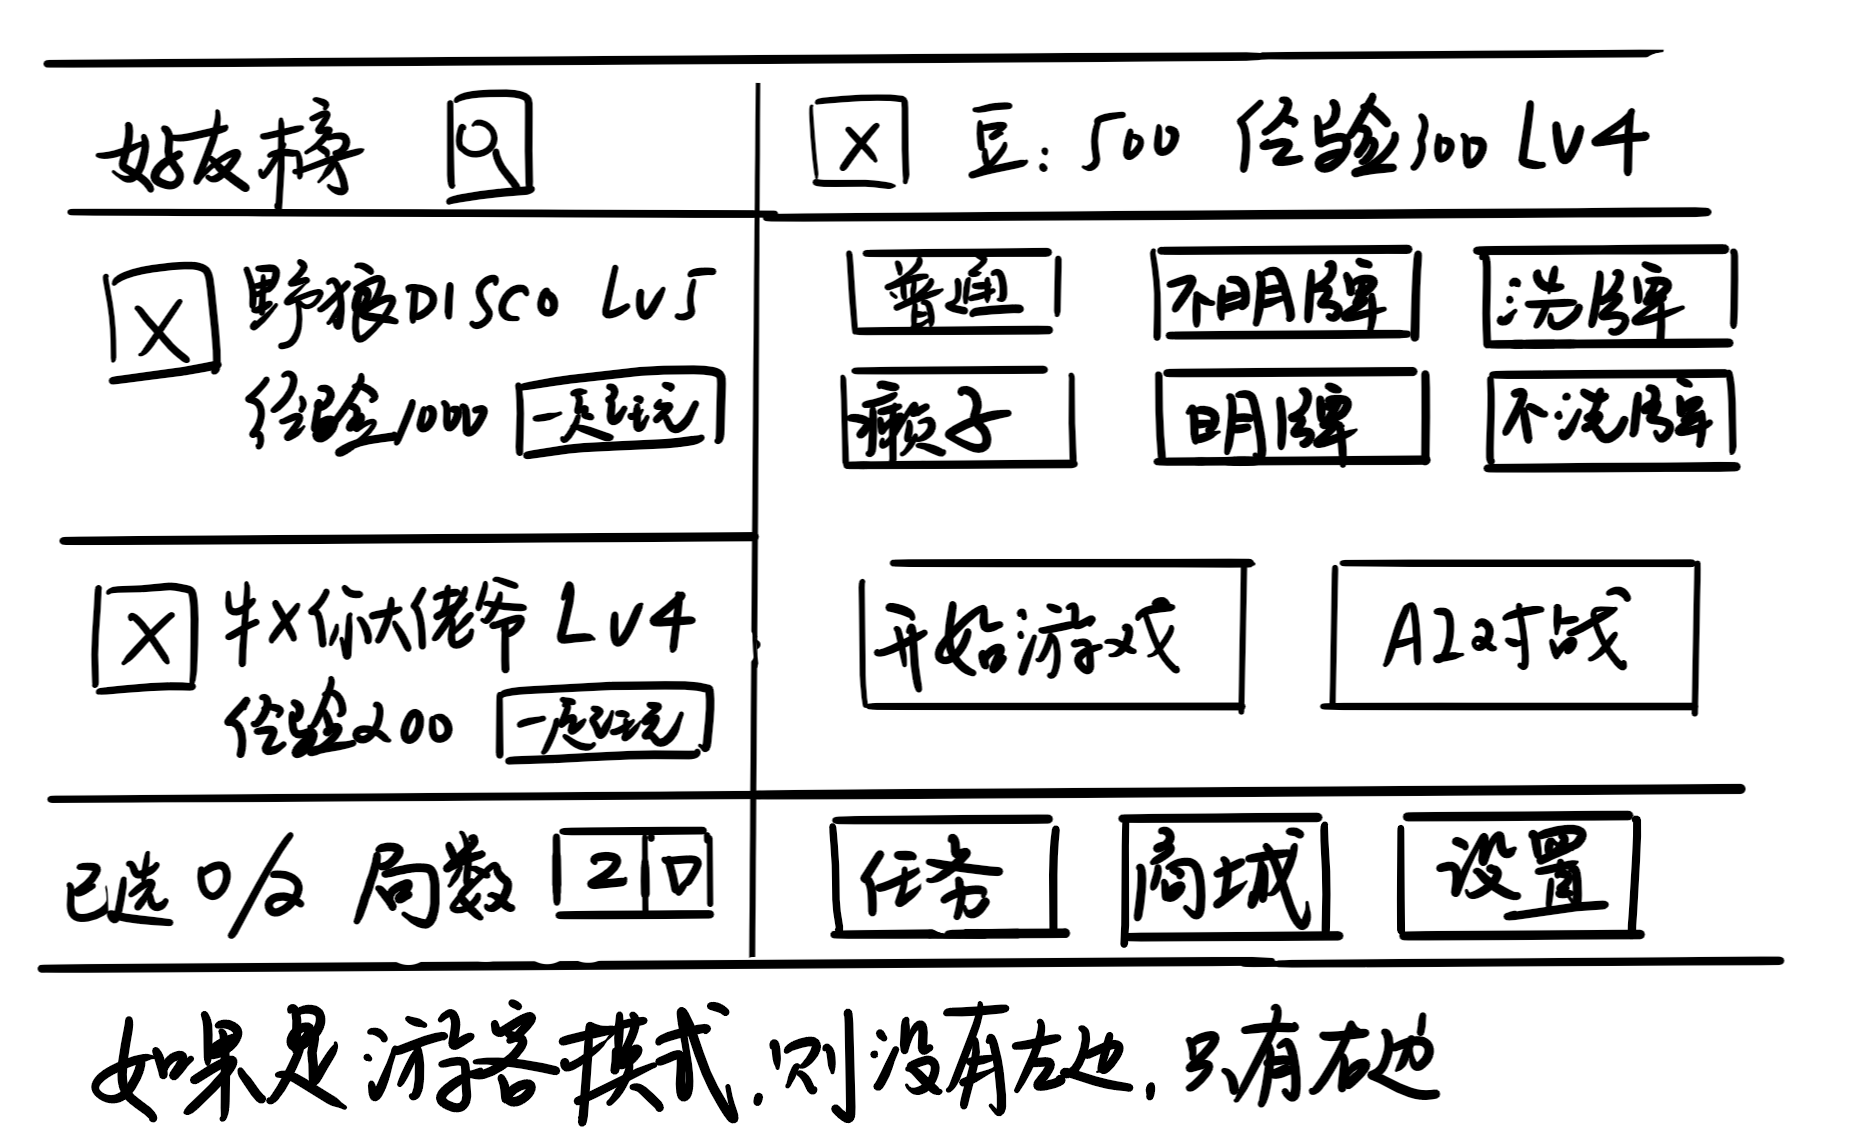 好友榜
豆：500 经验300 Lv4
野狼DISCO Lv5
经验1000 一起玩
牛X你大佬爷 Lv4
经验200 一起玩
已选 0/2 局数 2
普通 不明牌 洗牌
癞子 明牌 不洗牌
开始游戏 AI对战
任务 商城 设置
如果是游客模式.则没有左边.只有右边